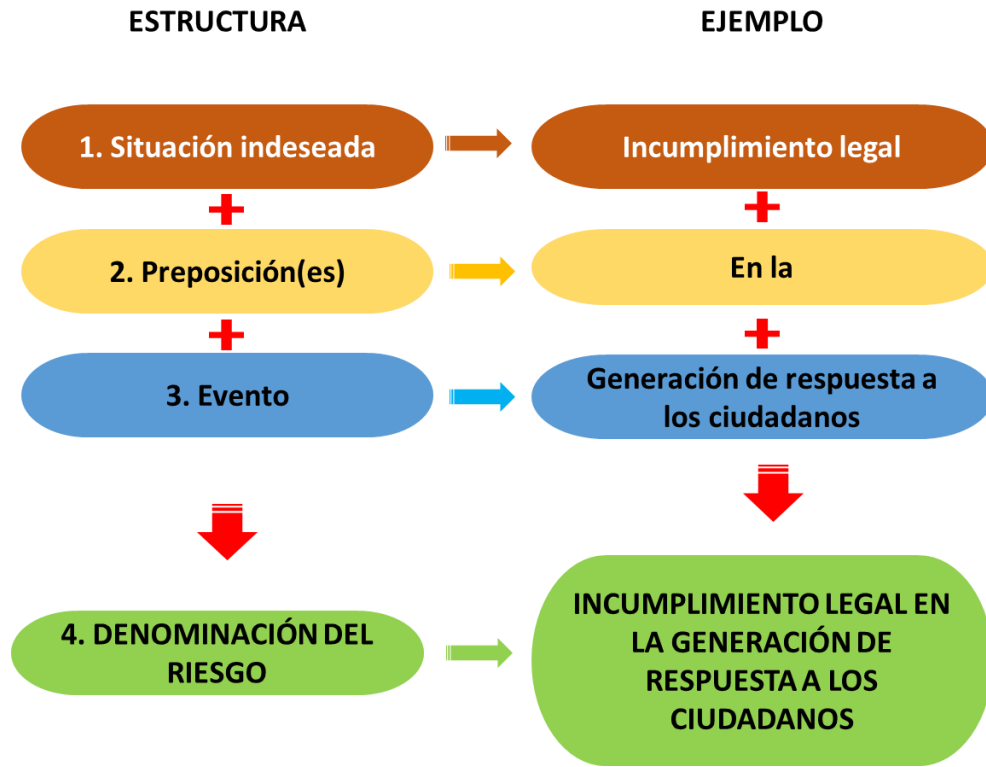 ESTRUCTURA
EJEMPLO
1. Situación indeseada
Incumplimiento legal
2. Preposición(es)
En la
3. Evento
Generación de respuesta a
los ciudadanos
4. DENOMINACIÓN DEL
RIESGO
INCUMPLIMIENTO LEGAL EN
LA GENERACIÓN DE
RESPUESTA A LOS
CIUDADANOS